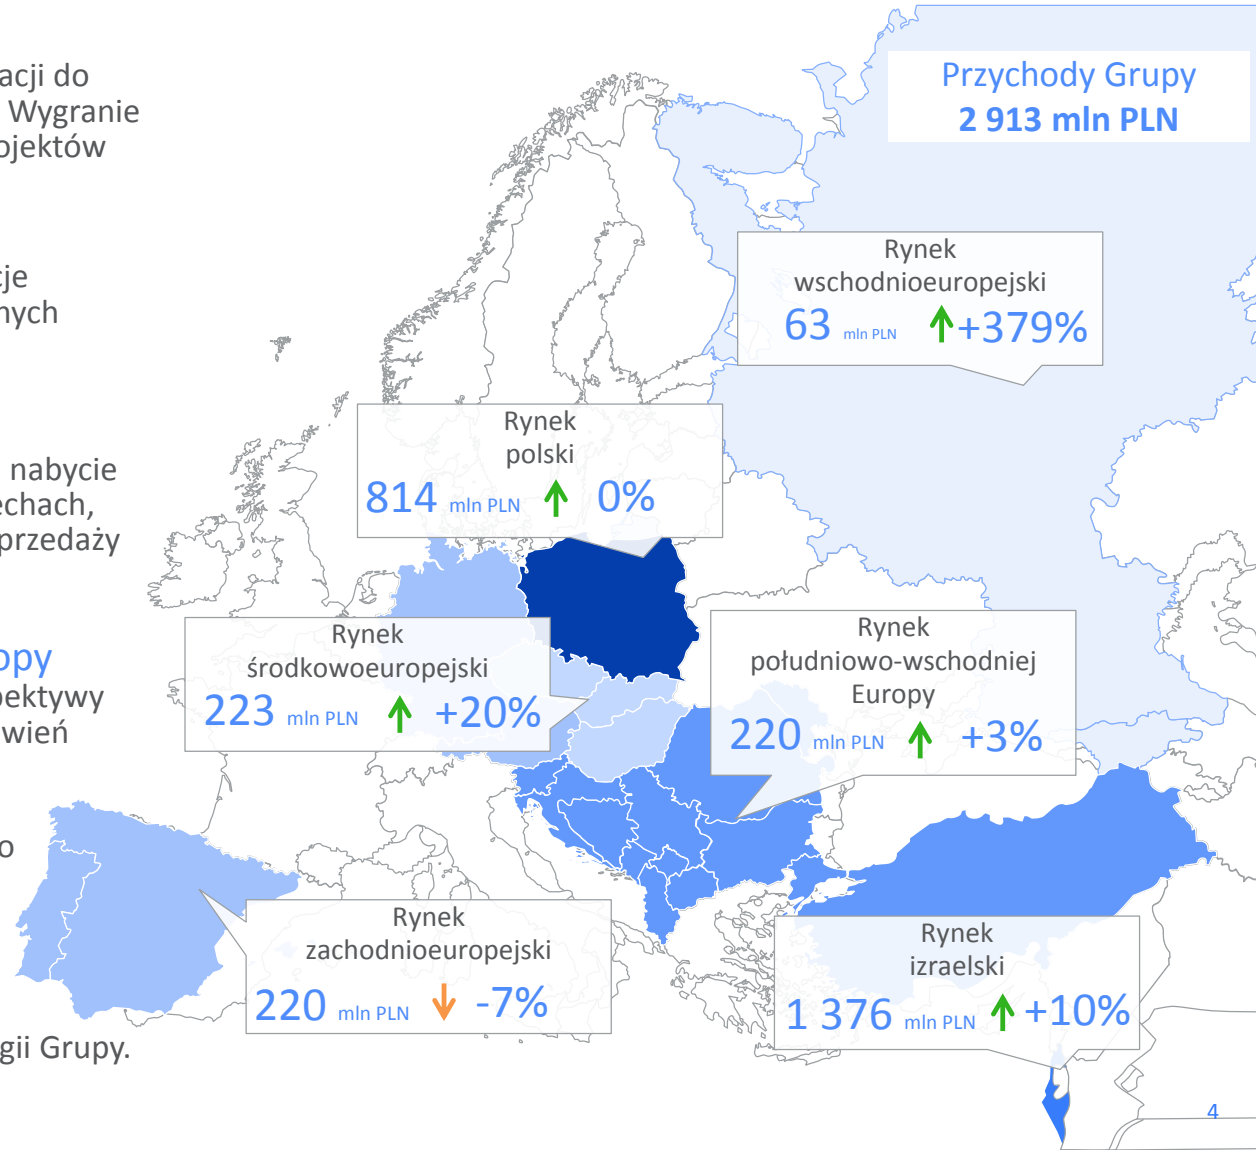 acji do
Wygranie
ojektów
cje
nych
nabycie
echach,
przedaży
opy
pektywy
wień
o
gii Grupy.
Przychody Grupy
2 913 mln PLN
Rynek
wschodnioeuropejski
63 mln PLN +379%
Rynek
polski
814 mln PLN 0%
Rynek
środkowoeuropejski
223 mln PLN +20%
Rynek
południowo-wschodniej
Europy
220 mln PLN +3%
Rynek
zachodnioeuropejski
220 mln PLN -7%
Rynek
izraelski
1 376 mln PLN +10%
4